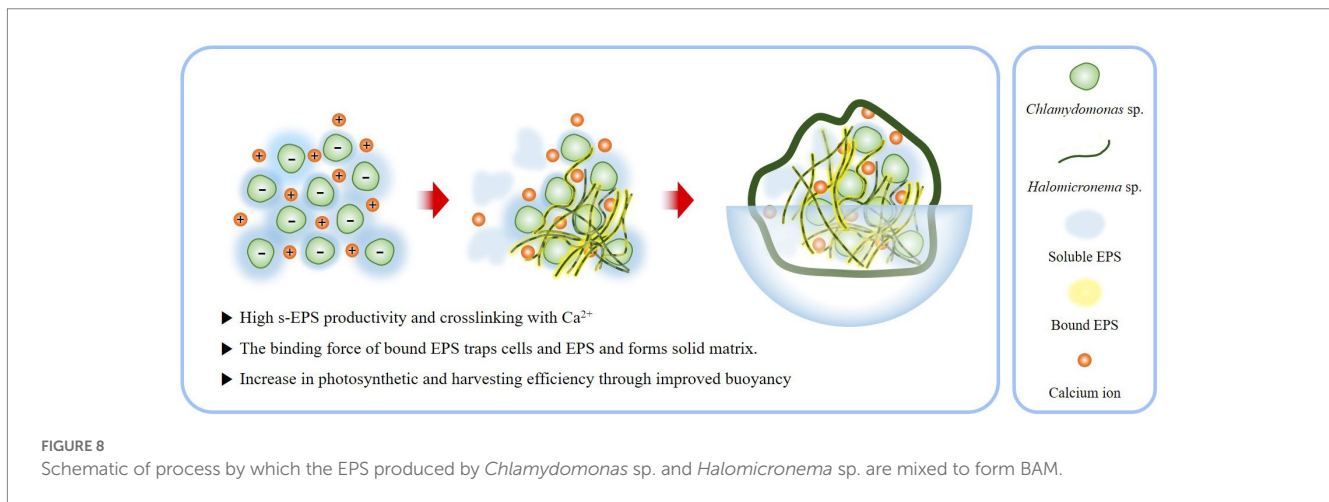 ▶ High s-EPS productivity and crosslinking with Ca²⁺
▶ The binding force of bound EPS traps cells and EPS and forms solid matrix.
▶ Increase in photosynthetic and harvesting efficiency through improved buoyancy
Chlamydomonas sp.
Halomicronema sp.
Soluble EPS
Bound EPS
Calcium ion
FIGURE 8
Schematic of process by which the EPS produced by Chlamydomonas sp. and Halomicronema sp. are mixed to form BAM.